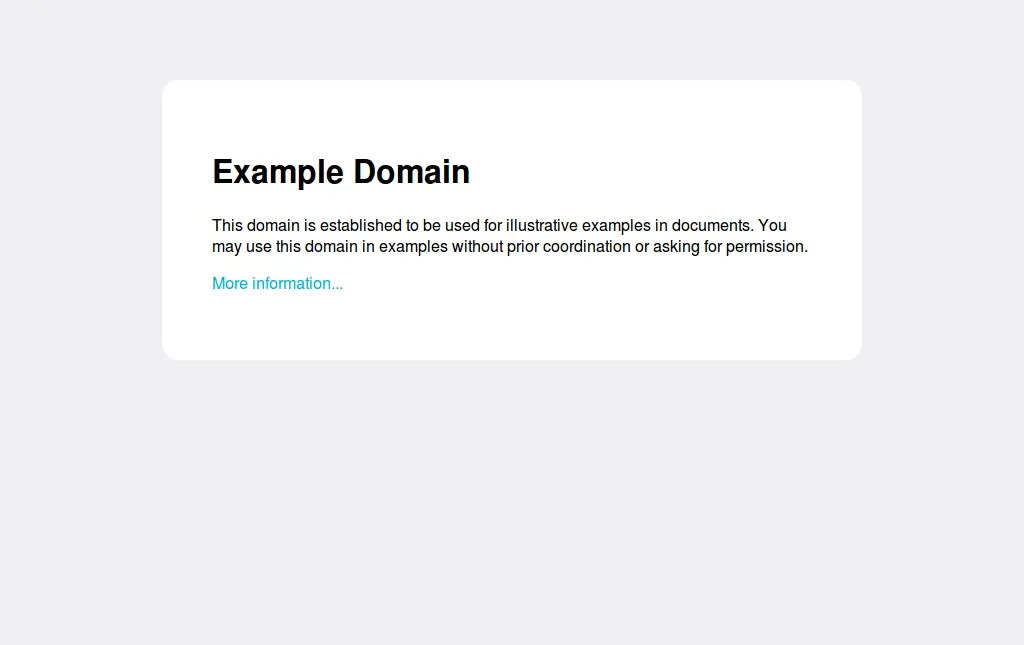 Example Domain
This domain is established to be used for illustrative examples in documents. You
may use this domain in examples without prior coordination or asking for permission.
More information...